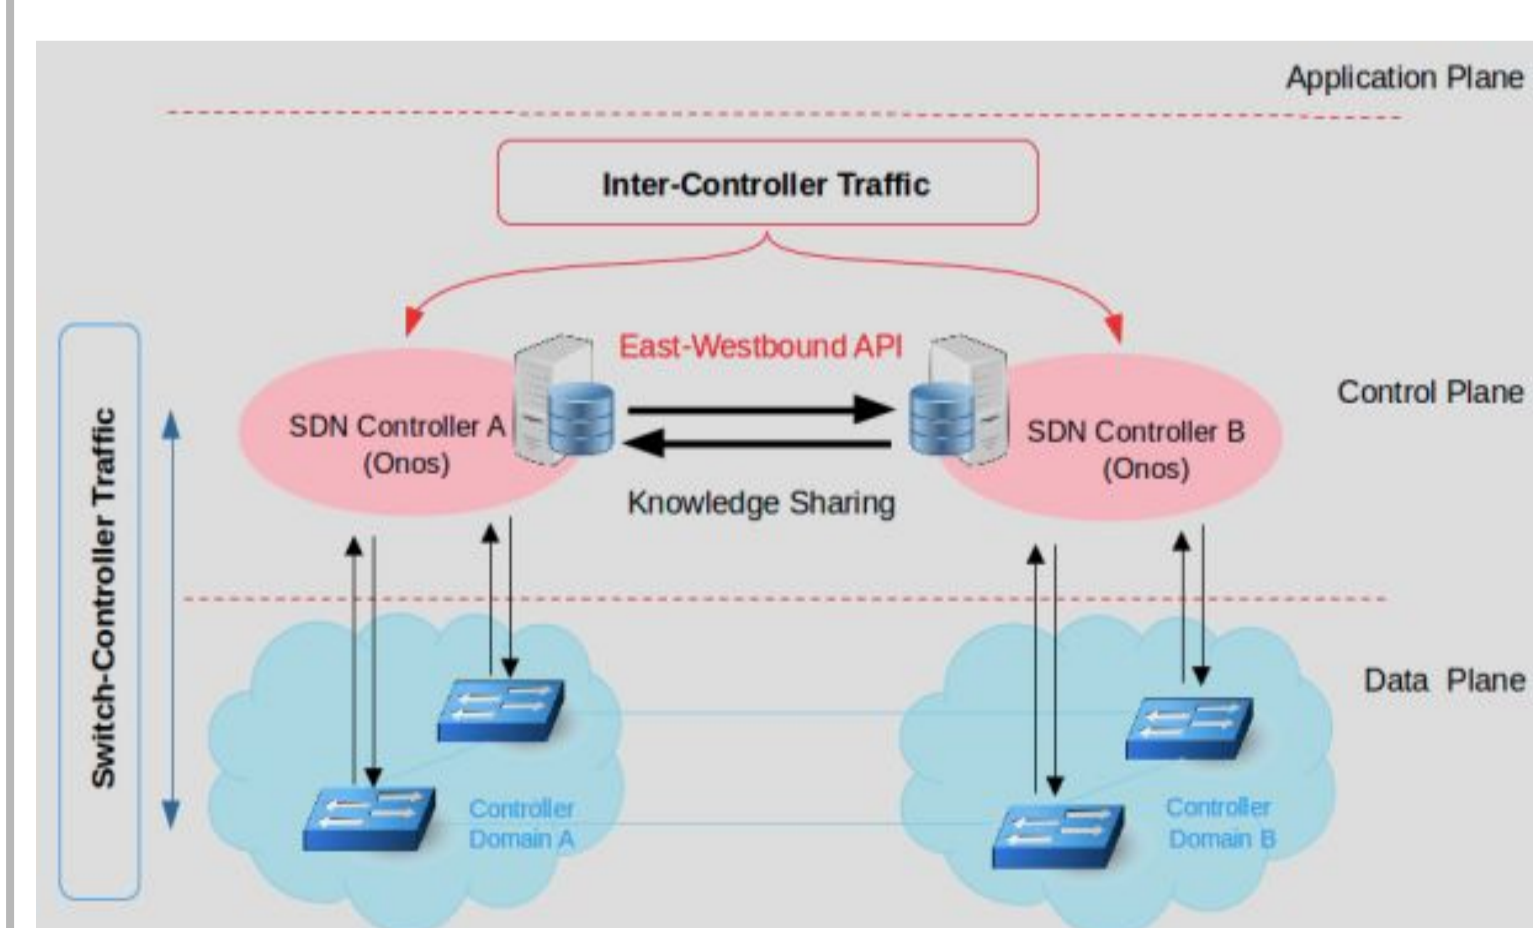 Application Plane
Inter-Controller Traffic
East-Westbound API
Control Plane
SDN Controller A
(Onos)
SDN Controller B
(Onos)
Knowledge Sharing
Switch-Controller Traffic
Data Plane
Controller
Domain A
Controller
Domain B